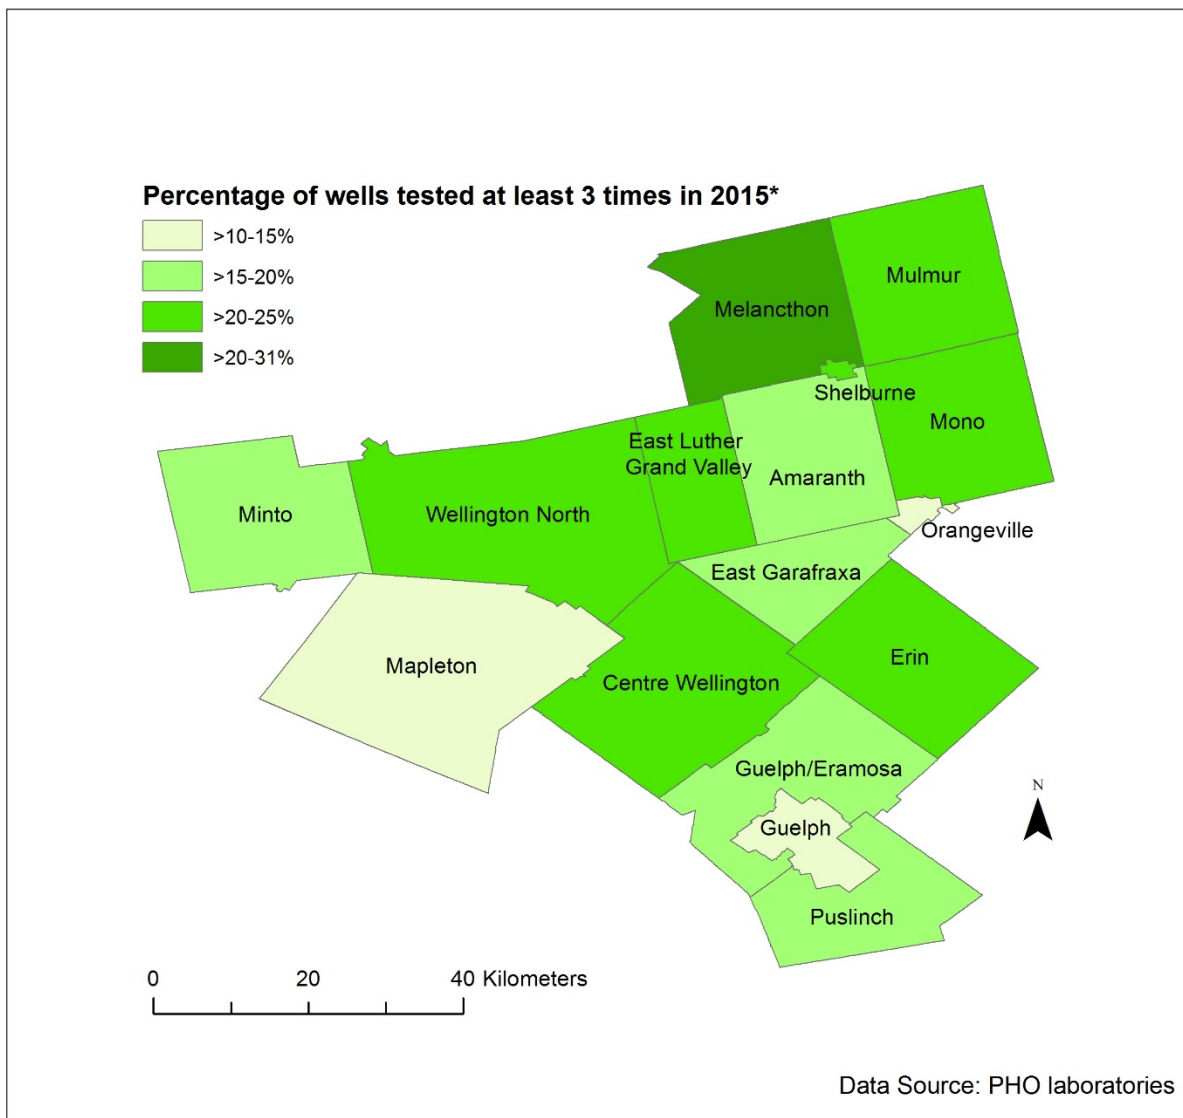 Percentage of wells tested at least 3 times in 2015*
>10-15%
>15-20%
>20-25%
>20-31%
Mulmur
Melancthon
Shelburne
Mono
East Luther
Grand Valley
Amaranth
Minto
Wellington North
Orangeville
East Garafraxa
Erin
Mapleton
Centre Wellington
Guelph/Eramosa
N
Guelph
Puslinch
0 20 40 Kilometers
Data Source: PHO laboratories